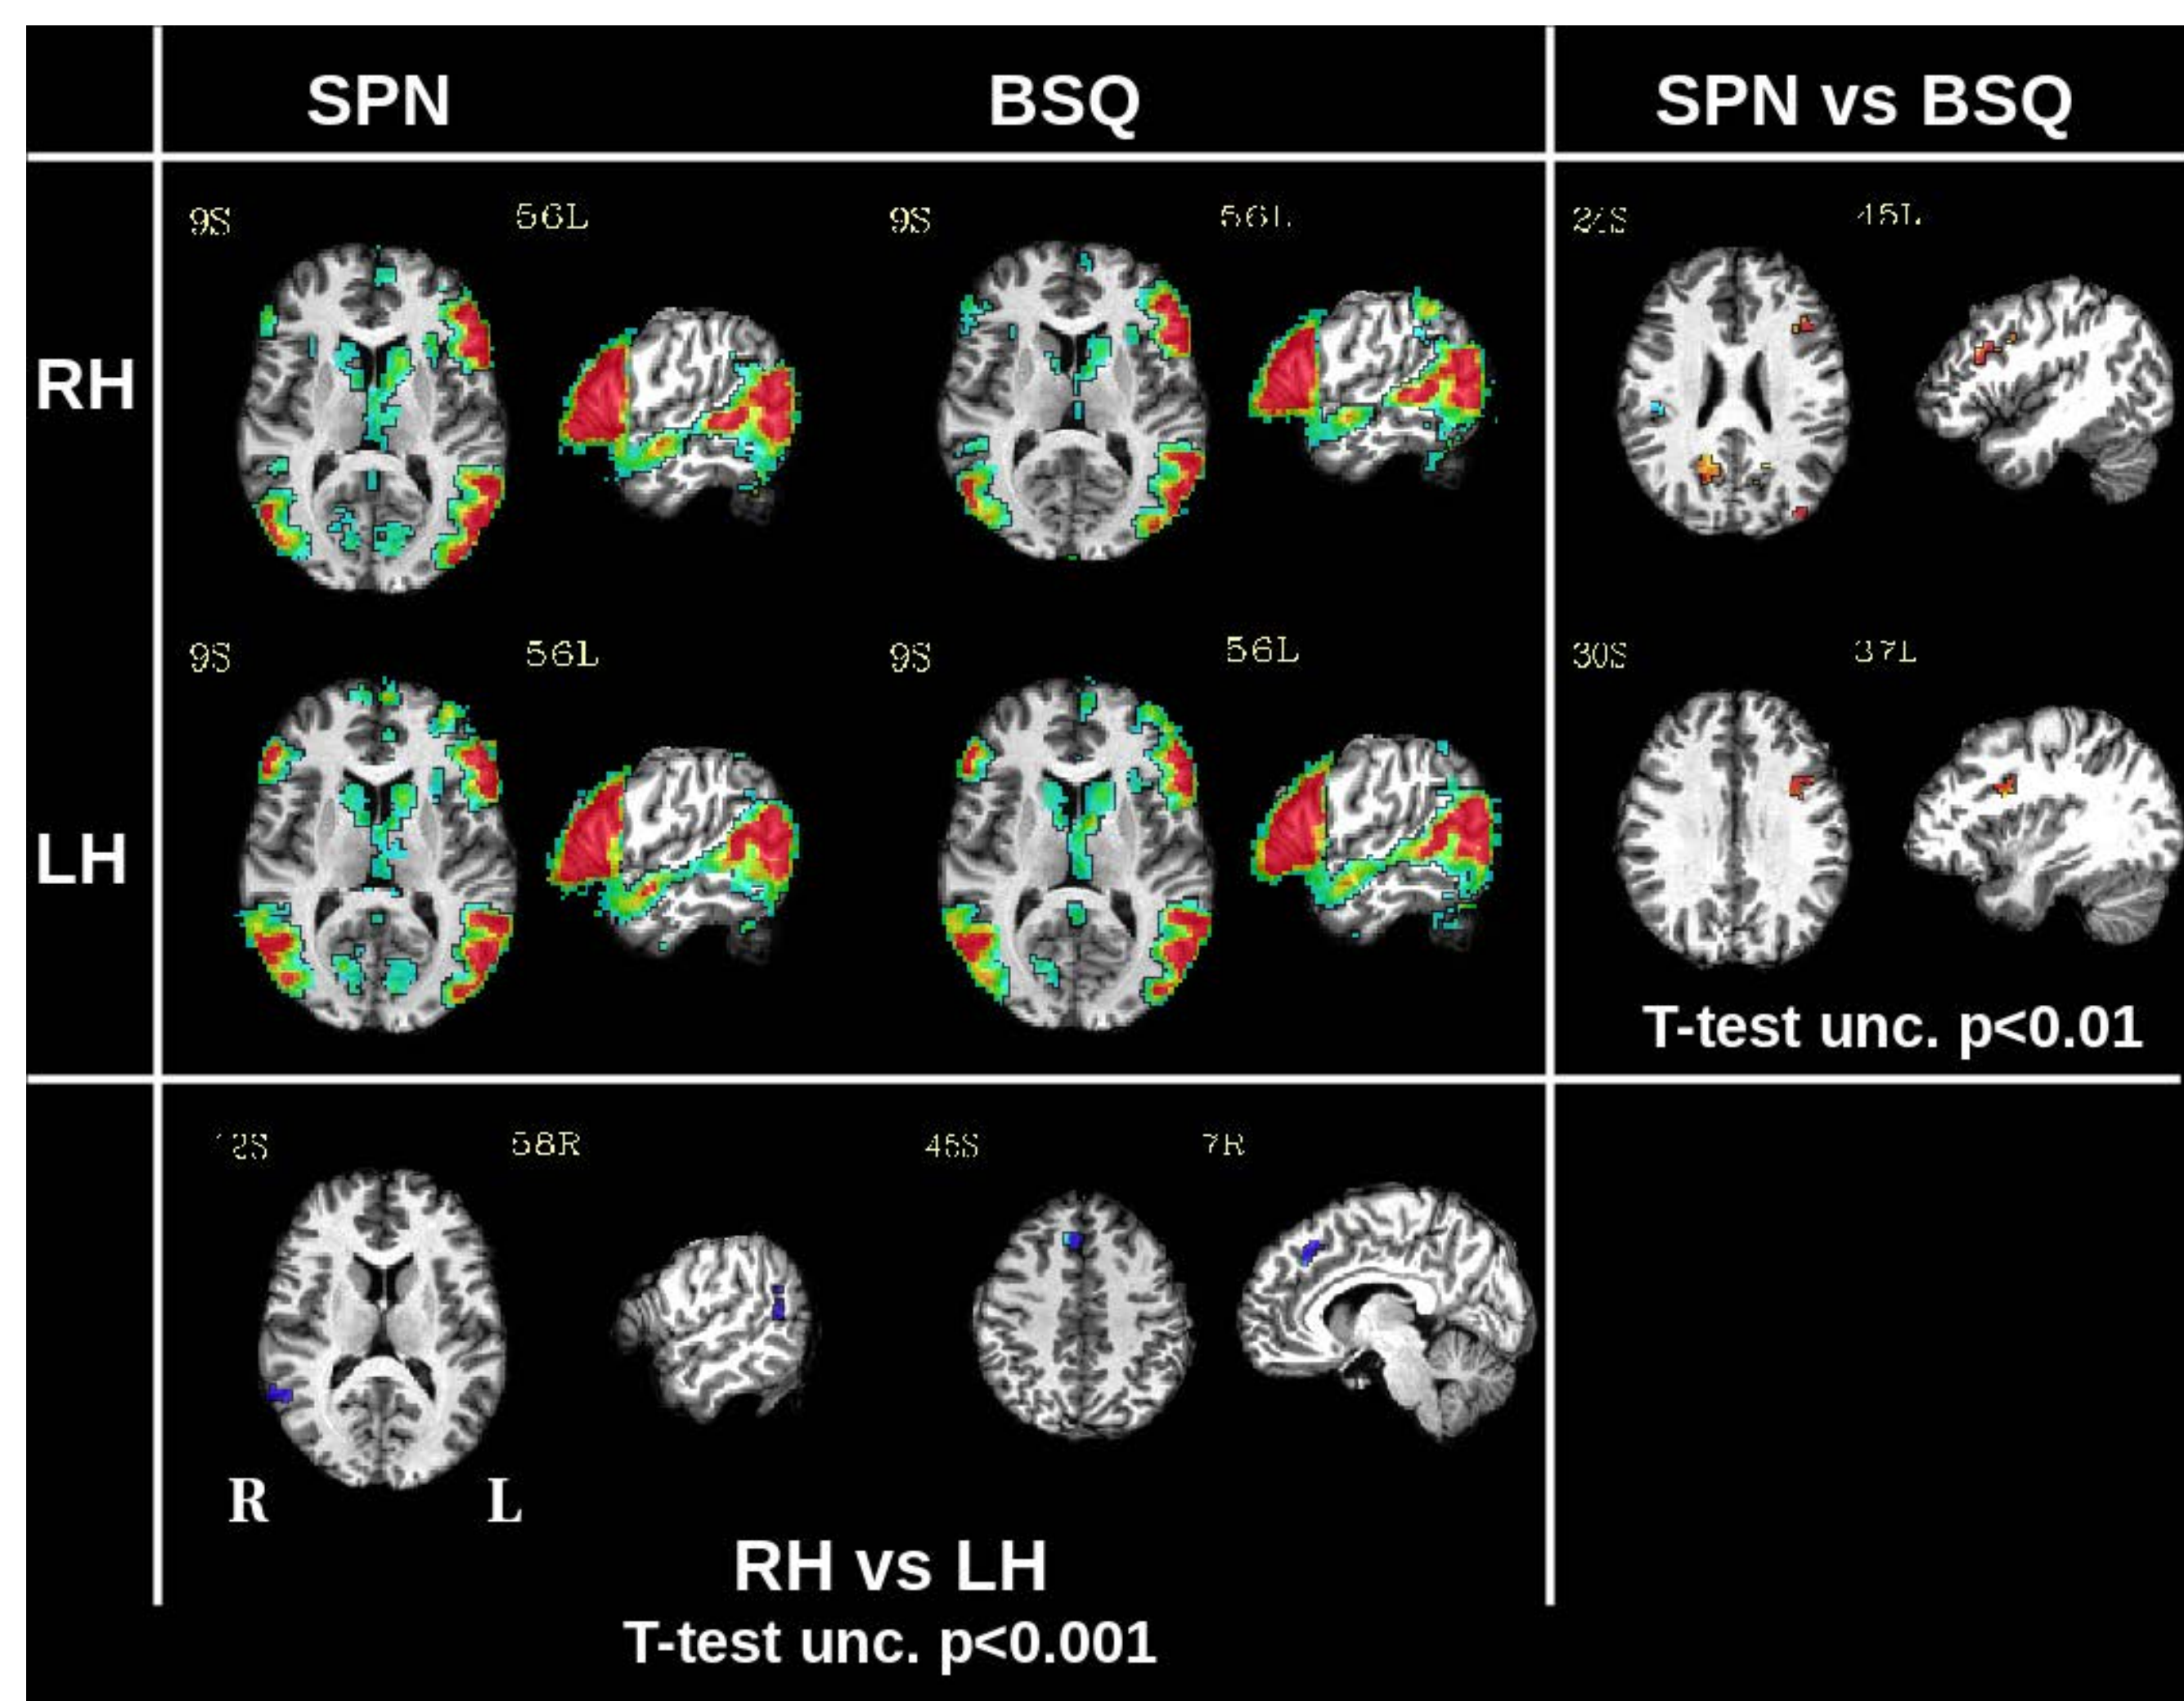 SPN BSQ SPN vs BSQ
9S 56L 9S 56L 45L
RH
9S 56L 9S 56L 30S 37L
LH
T-test unc. p<0.01
58R 7R
R L
RH vs LH
T-test unc. p<0.001